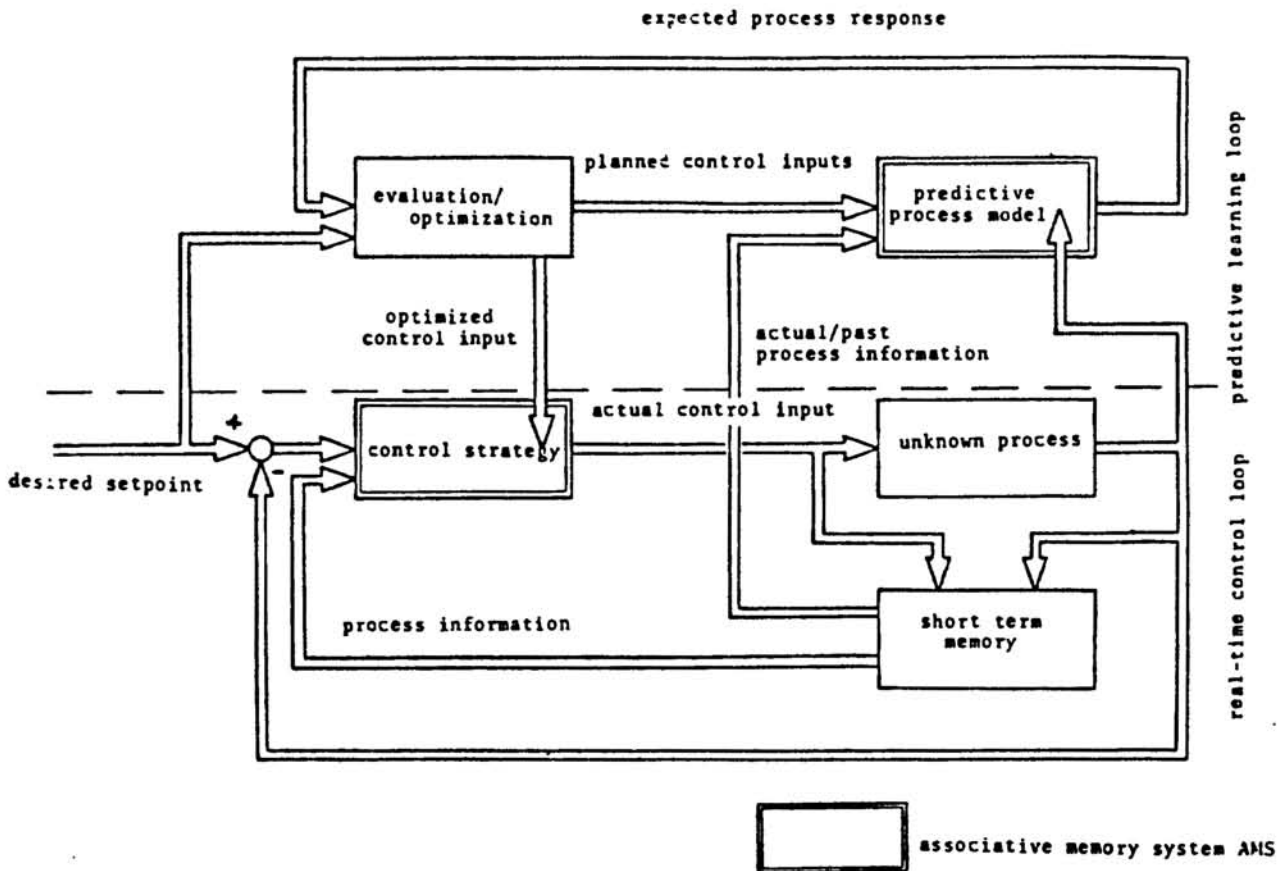 expected process response
planned control inputs
evaluation/
optimization
predictive
process model
predictive learning loop
optimized
control input
actual/past
process information
+
actual control input
control strategy
unknown process
-
desired setpoint
real-time control loop
process information
short term
memory
associative memory system AMS